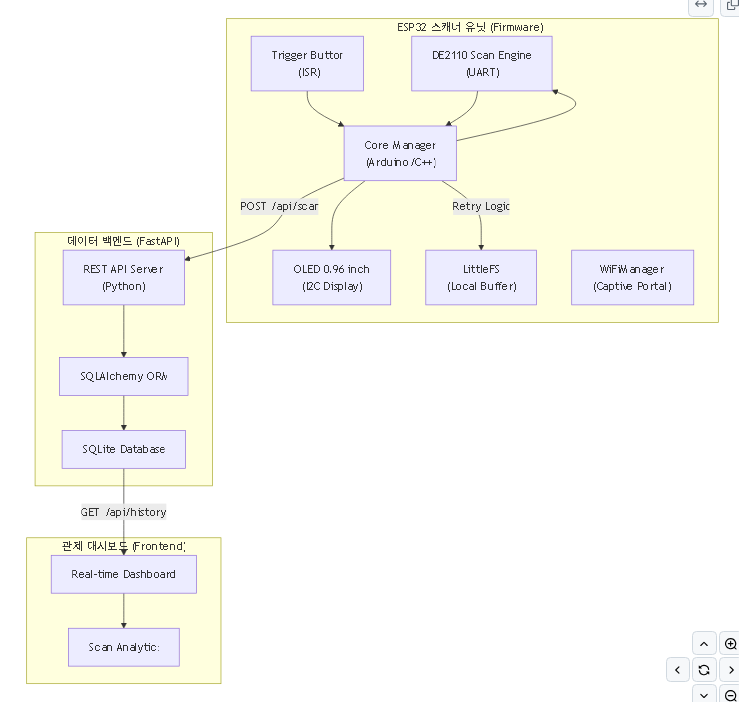 ESP32 스캐너 유닛 (Firmware)
Trigger Button
(ISR)
DE2110 Scan Engine
(UART)
Core Manager
(Arduino/C++)
POST /api/scan
Retry Logic
OLED 0.96 inch
(I2C Display)
LittleFS
(Local Buffer)
WiFiManager
(Captive Portal)
데이터 백엔드 (FastAPI)
REST API Server
(Python)
SQLAlchemy ORM
SQLite Database
GET /api/history
관제 대시보드 (Frontend)
Real-time Dashboard
Scan Analytic